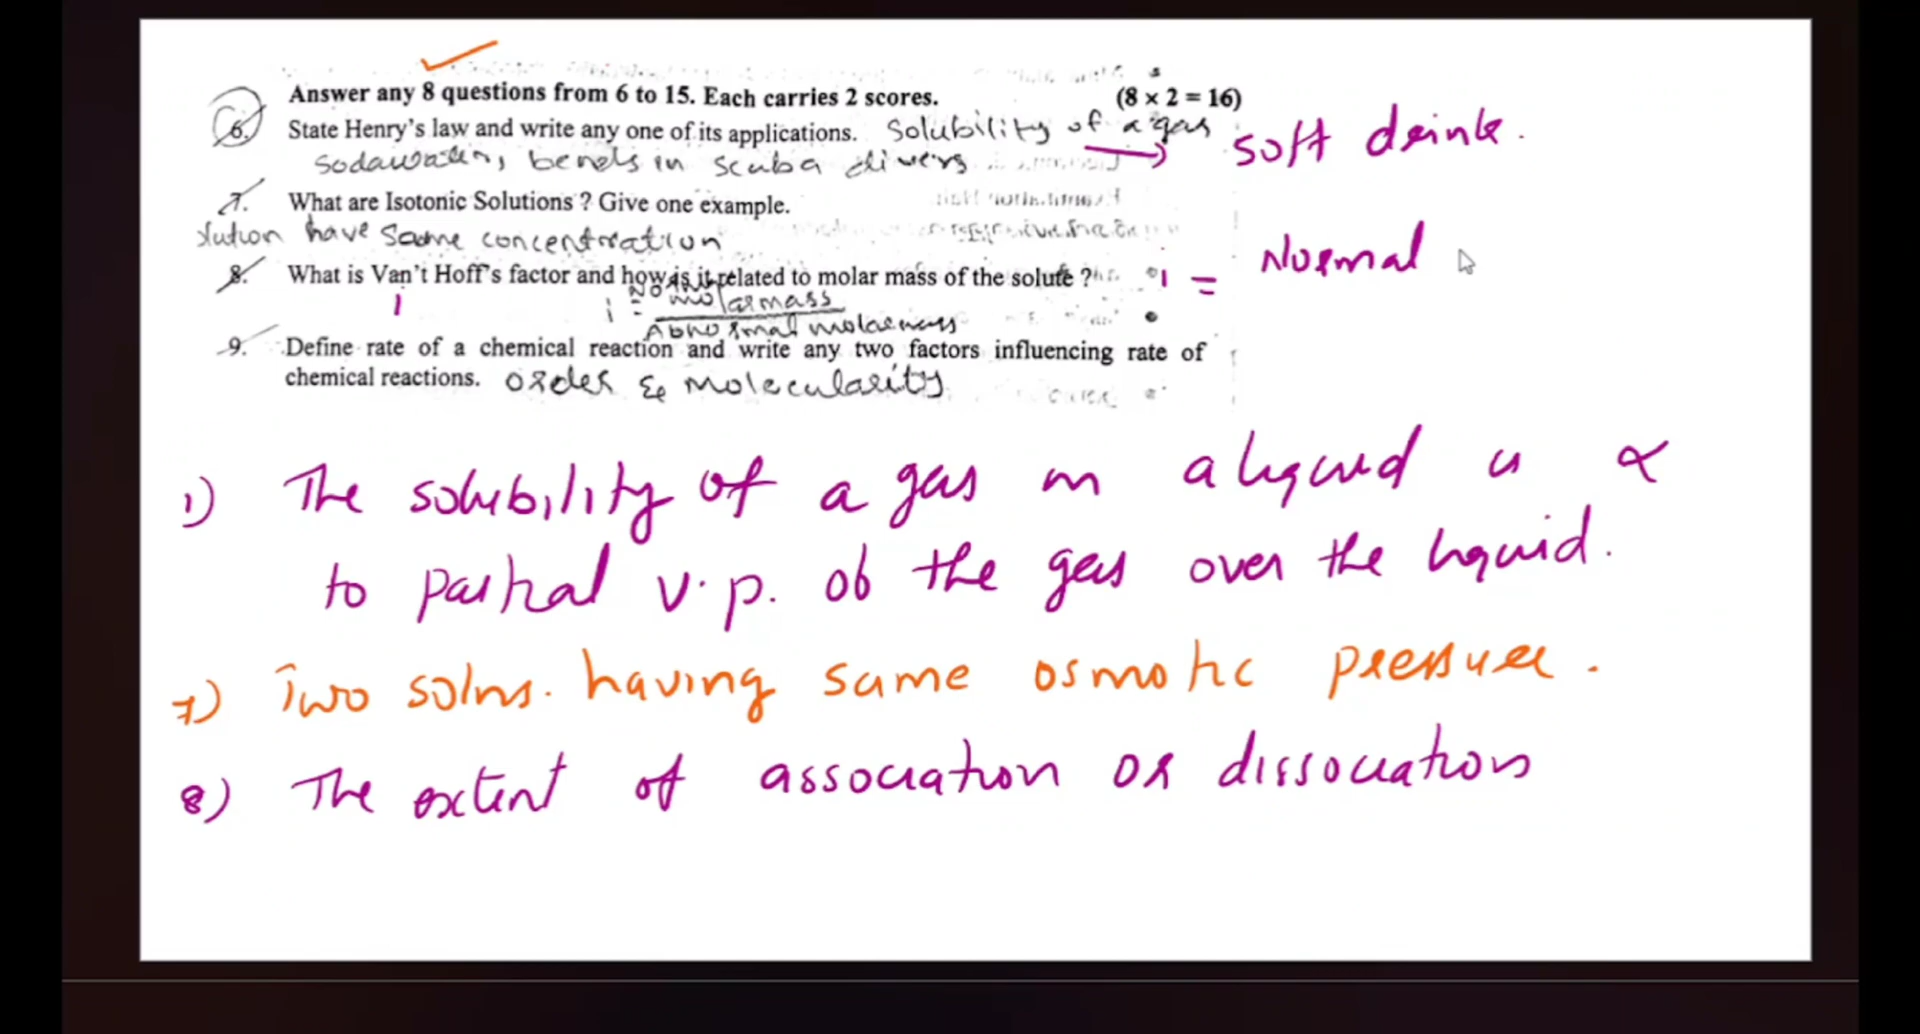 Answer any 8 questions from 6 to 15. Each carries 2 scores. (8 × 2 = 16)
6. State Henry's law and write any one of its applications. Solubility of a gas
soft drink.
sodawater, bends in scuba divers
7. What are Isotonic Solutions ? Give one example.
have same concentration
8. What is Van't Hoff's factor and how is it related to molar mass of the solute ?
i = Normal
i
i = molarmass
Abnormal molarmass
9. Define rate of a chemical reaction and write any two factors influencing rate of
chemical reactions. order & molecularity
1) The solubility of a gas in a liquid is ∝
to partial v.p. of the gas over the liquid.
7) Two solns. having same osmotic pressure.
8) The extent of association or dissociation